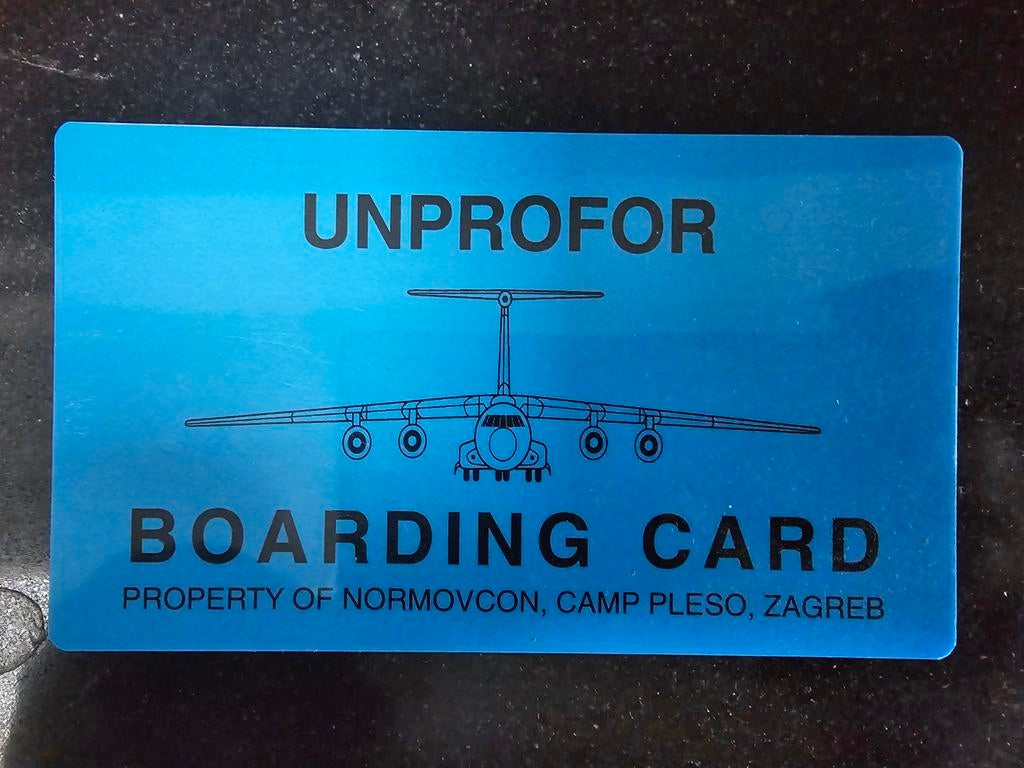 UNPROFOR
BOARDING CARD
PROPERTY OF NORMOVCON, CAMP PLESO, ZAGREB